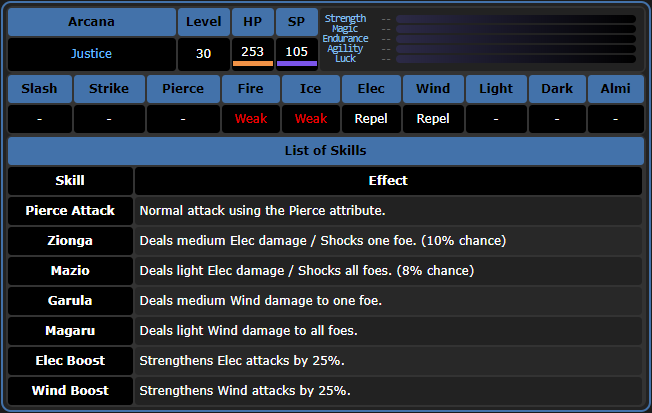 Arcana Level HP SP
Justice 30 253 105
Strength --
Magic --
Endurance --
Agility --
Luck --
Slash Strike Pierce Fire Ice Elec Wind Light Dark Almi
- - - Weak Weak Repel Repel - - -
List of Skills
Skill Effect
Pierce Attack Normal attack using the Pierce attribute.
Zionga Deals medium Elec damage / Shocks one foe. (10% chance)
Mazio Deals light Elec damage / Shocks all foes. (8% chance)
Garula Deals medium Wind damage to one foe.
Magaru Deals light Wind damage to all foes.
Elec Boost Strengthens Elec attacks by 25%.
Wind Boost Strengthens Wind attacks by 25%.